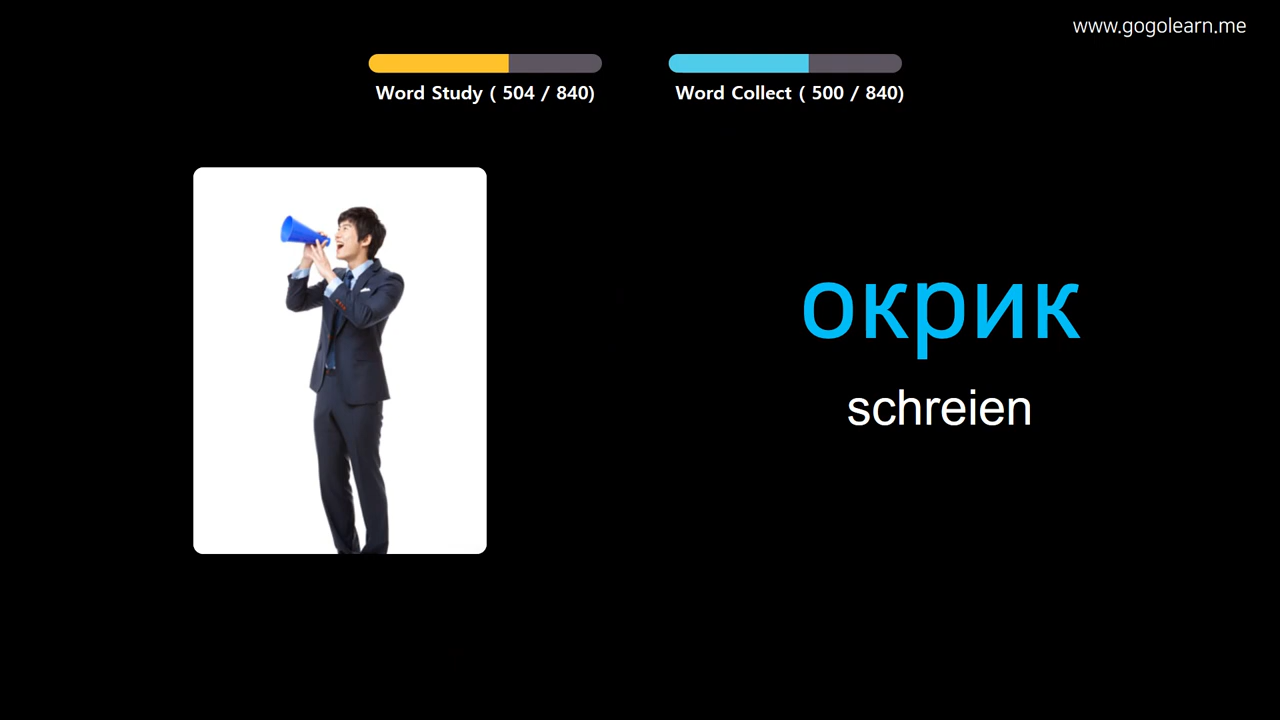 www.gogolearn.me
Word Study ( 504 / 840)
Word Collect ( 500 / 840)
окрик
schreien